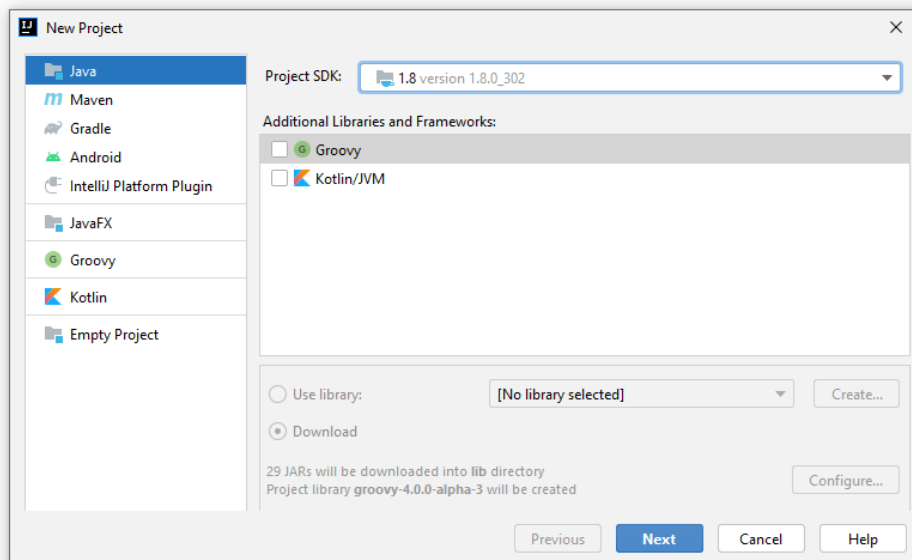 IJ New Project
Java
Maven
Gradle
Android
IntelliJ Platform Plugin
JavaFX
Groovy
Kotlin
Empty Project
Project SDK: 1.8 version 1.8.0_302
Additional Libraries and Frameworks:
G Groovy
Kotlin/JVM
Use library: [No library selected] Create...
Download
29 JARs will be downloaded into lib directory
Project library groovy-4.0.0-alpha-3 will be created
Configure...
Previous Next Cancel Help